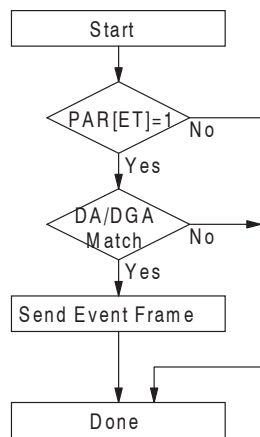 Start
PAR[ET]=1
No
Yes
DA/DGA
Match
No
Yes
Send Event Frame
Done